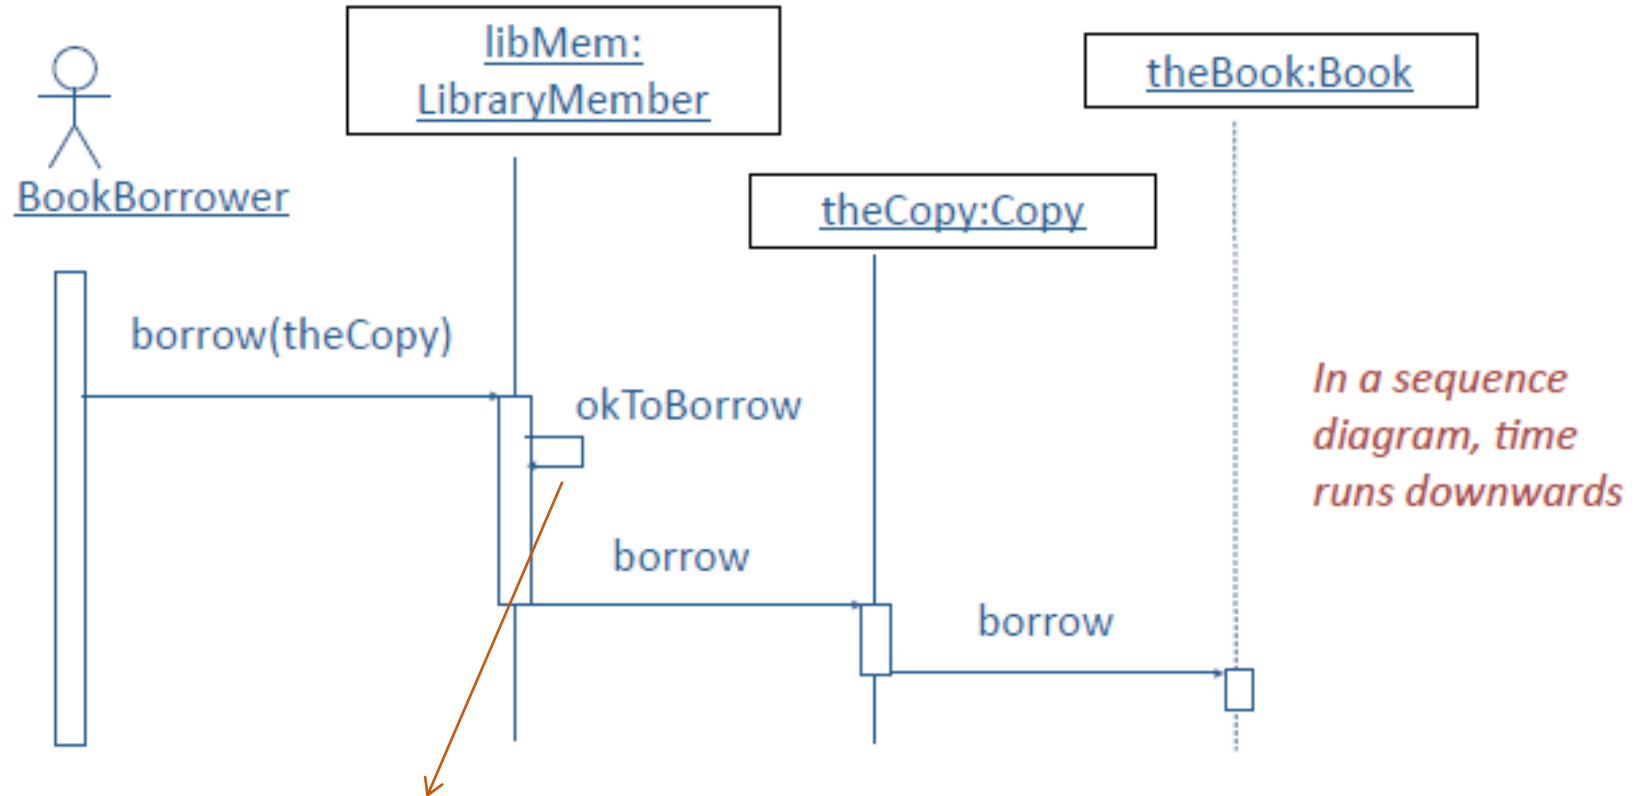 libMem:
LibraryMember
theBook:Book
BookBorrower
theCopy:Copy
borrow(theCopy)
okToBorrow
In a sequence
diagram, time
runs downwards
borrow
borrow